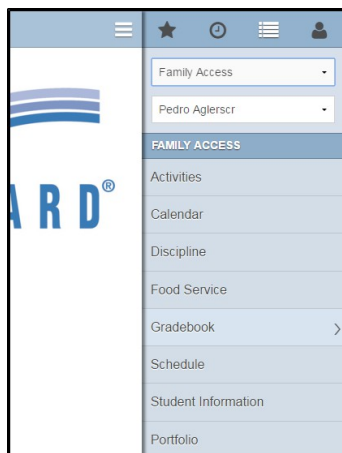 Family Access
Pedro Aglerscr
FAMILY ACCESS
ARD®
Activities
Calendar
Discipline
Food Service
Gradebook
Schedule
Student Information
Portfolio